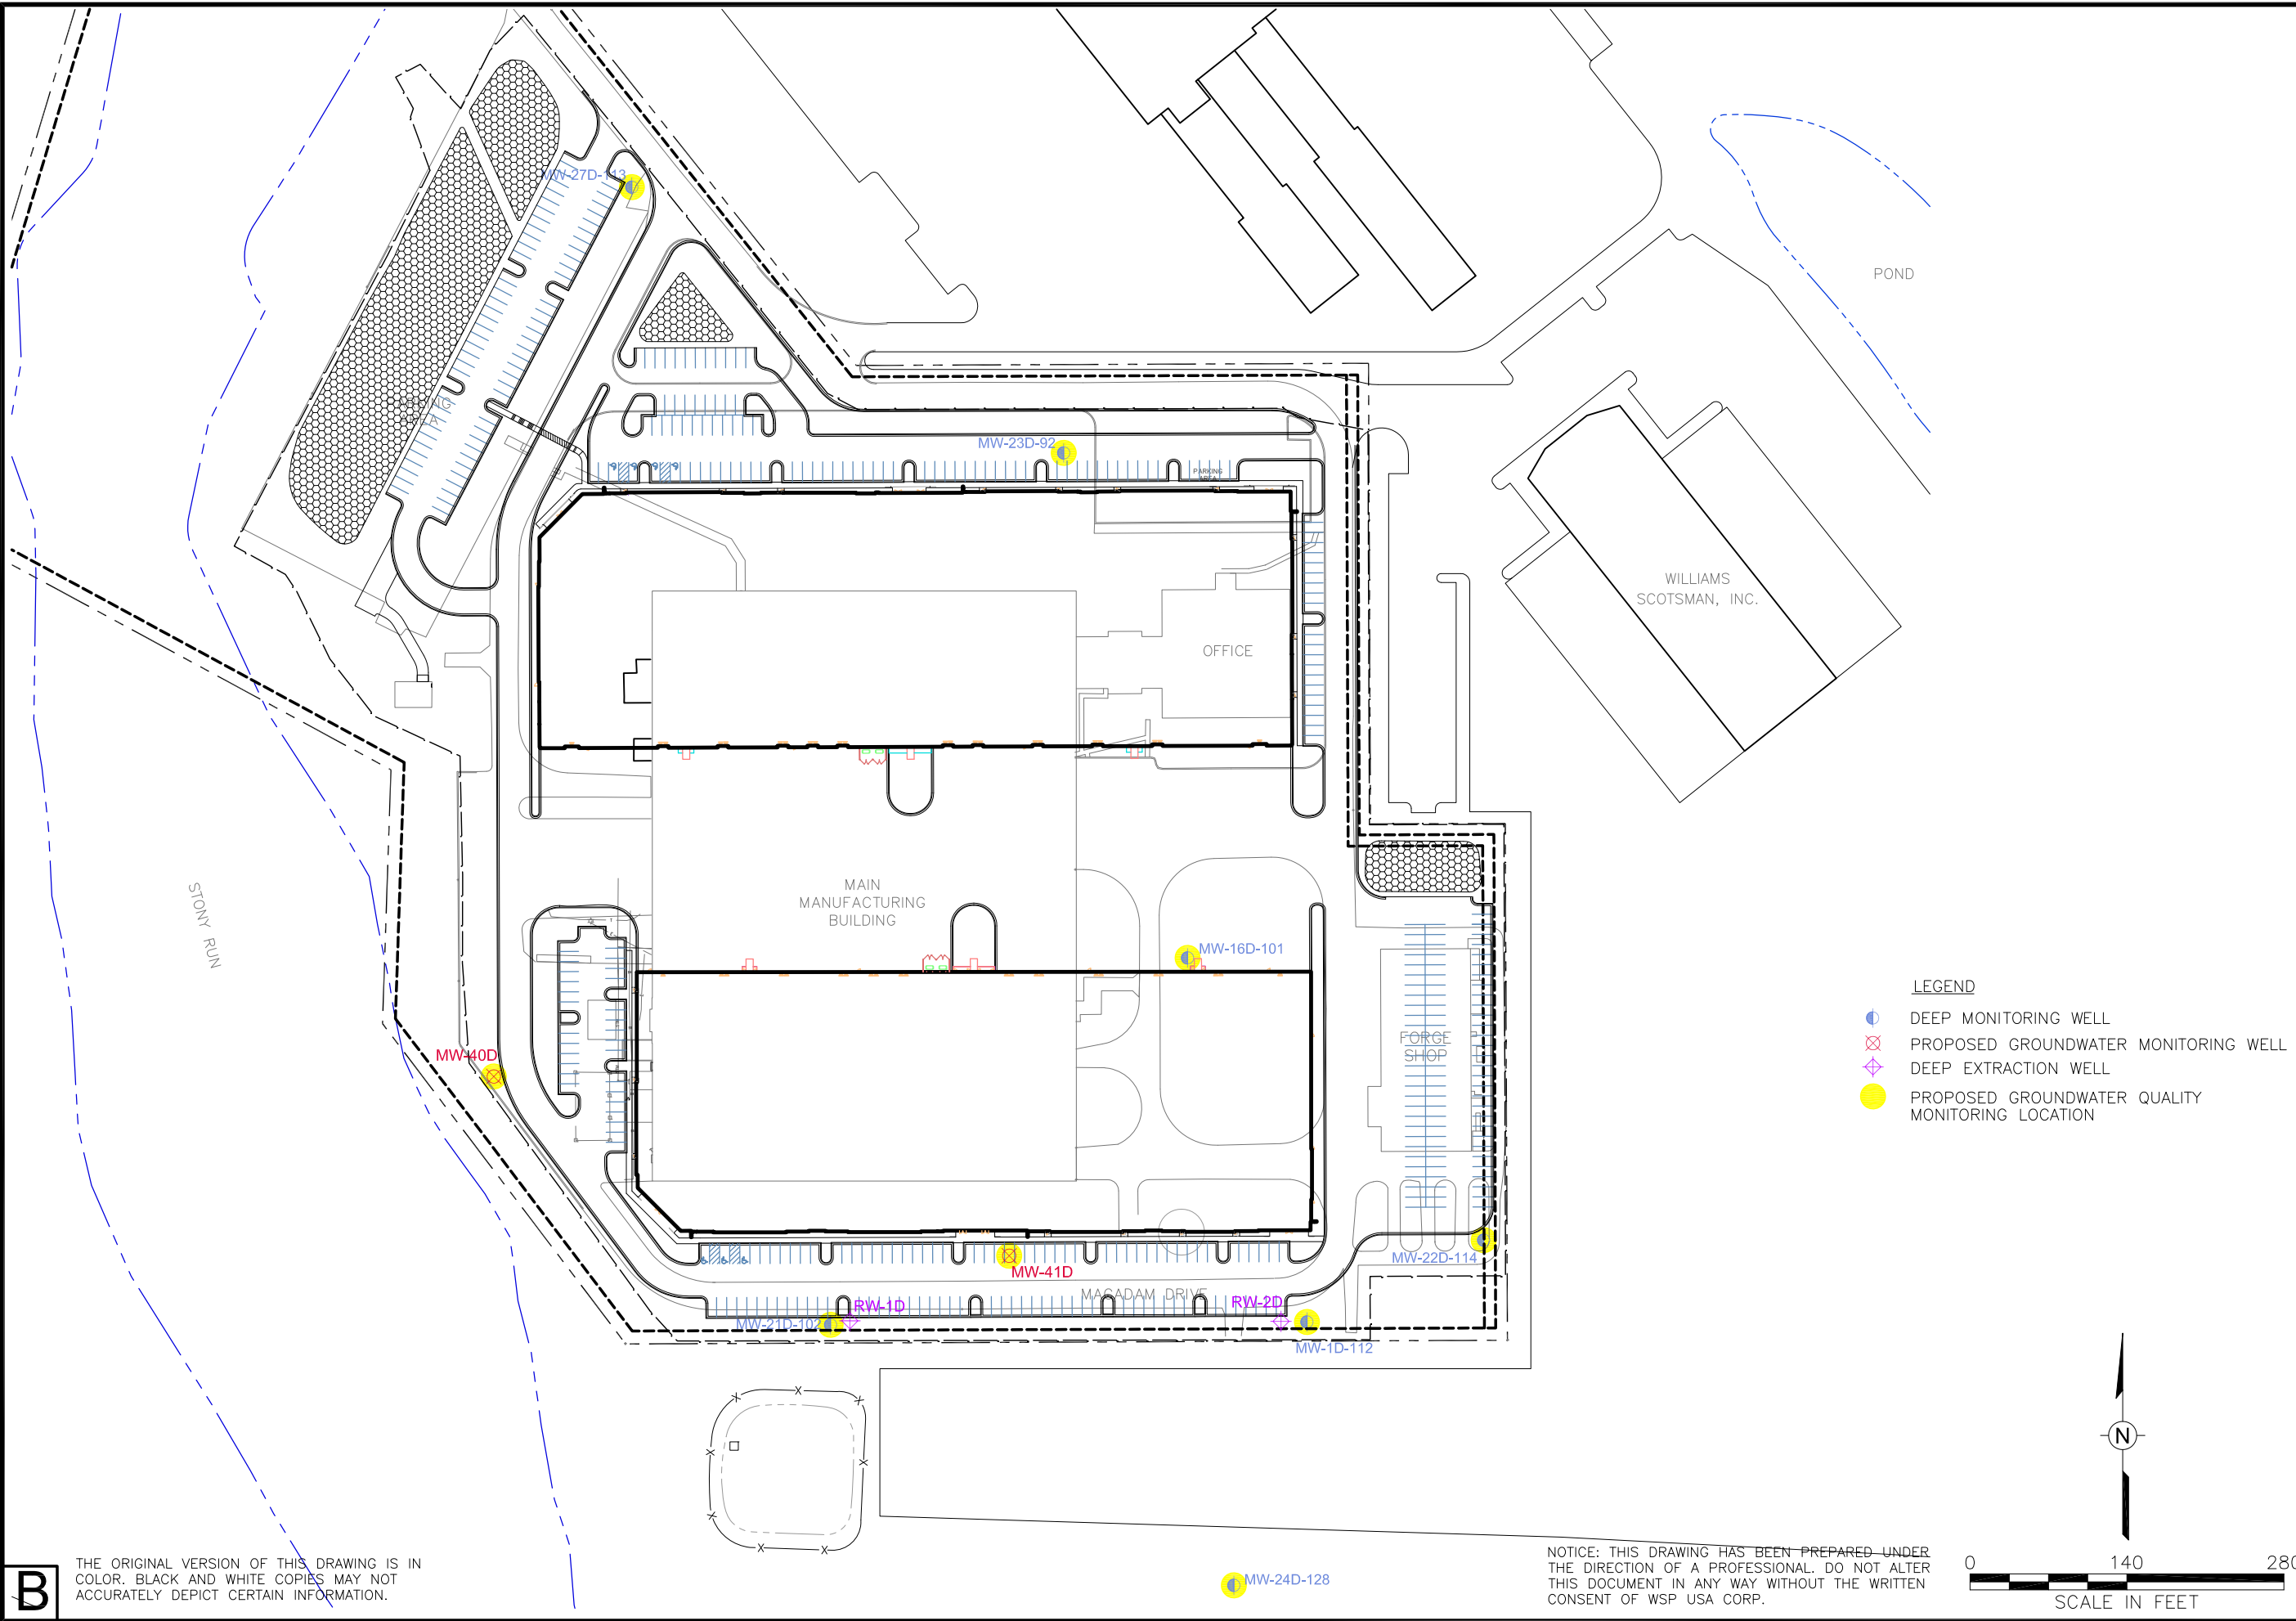 MW-27D-113
POND
PARKING
AREA
MW-23D-92
PARKING
AREA
WILLIAMS
SCOTSMAN, INC.
OFFICE
MAIN
MANUFACTURING
BUILDING
STONY RUN
MW-16D-101
LEGEND
DEEP MONITORING WELL
PROPOSED GROUNDWATER MONITORING WELL
DEEP EXTRACTION WELL
PROPOSED GROUNDWATER QUALITY
MONITORING LOCATION
FORGE
SHOP
MW-40D
MW-22D-114
MW-41D
MACADAM DRIVE
RW-1D
RW-2D
MW-21D-102
MW-1D-112
N
THE ORIGINAL VERSION OF THIS DRAWING IS IN
COLOR. BLACK AND WHITE COPIES MAY NOT
ACCURATELY DEPICT CERTAIN INFORMATION.
B
MW-24D-128
NOTICE: THIS DRAWING HAS BEEN PREPARED UNDER
THE DIRECTION OF A PROFESSIONAL. DO NOT ALTER
THIS DOCUMENT IN ANY WAY WITHOUT THE WRITTEN
CONSENT OF WSP USA CORP.
0 140 280
SCALE IN FEET